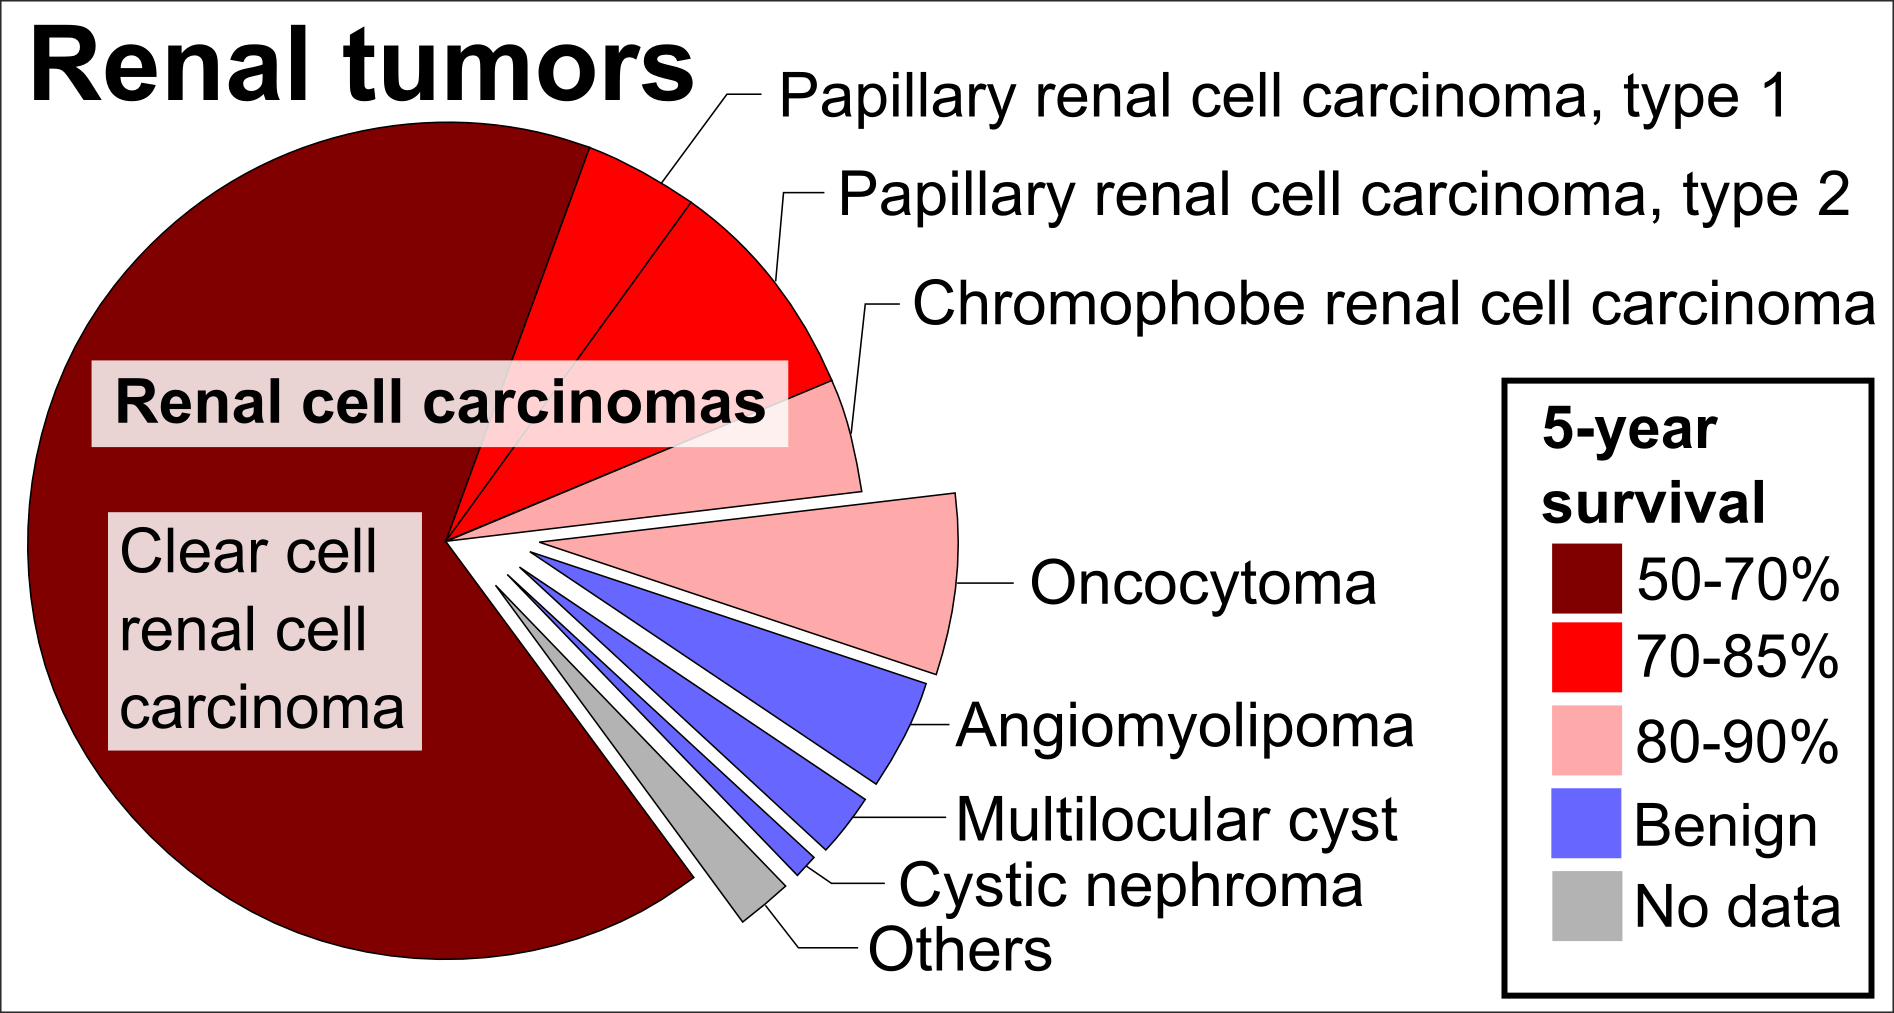 Renal tumors
Papillary renal cell carcinoma, type 1
Papillary renal cell carcinoma, type 2
Chromophobe renal cell carcinoma
Renal cell carcinomas
Clear cell
renal cell
carcinoma
Oncocytoma
Angiomyolipoma
Multilocular cyst
Cystic nephroma
Others
5-year
survival
50-70%
70-85%
80-90%
Benign
No data